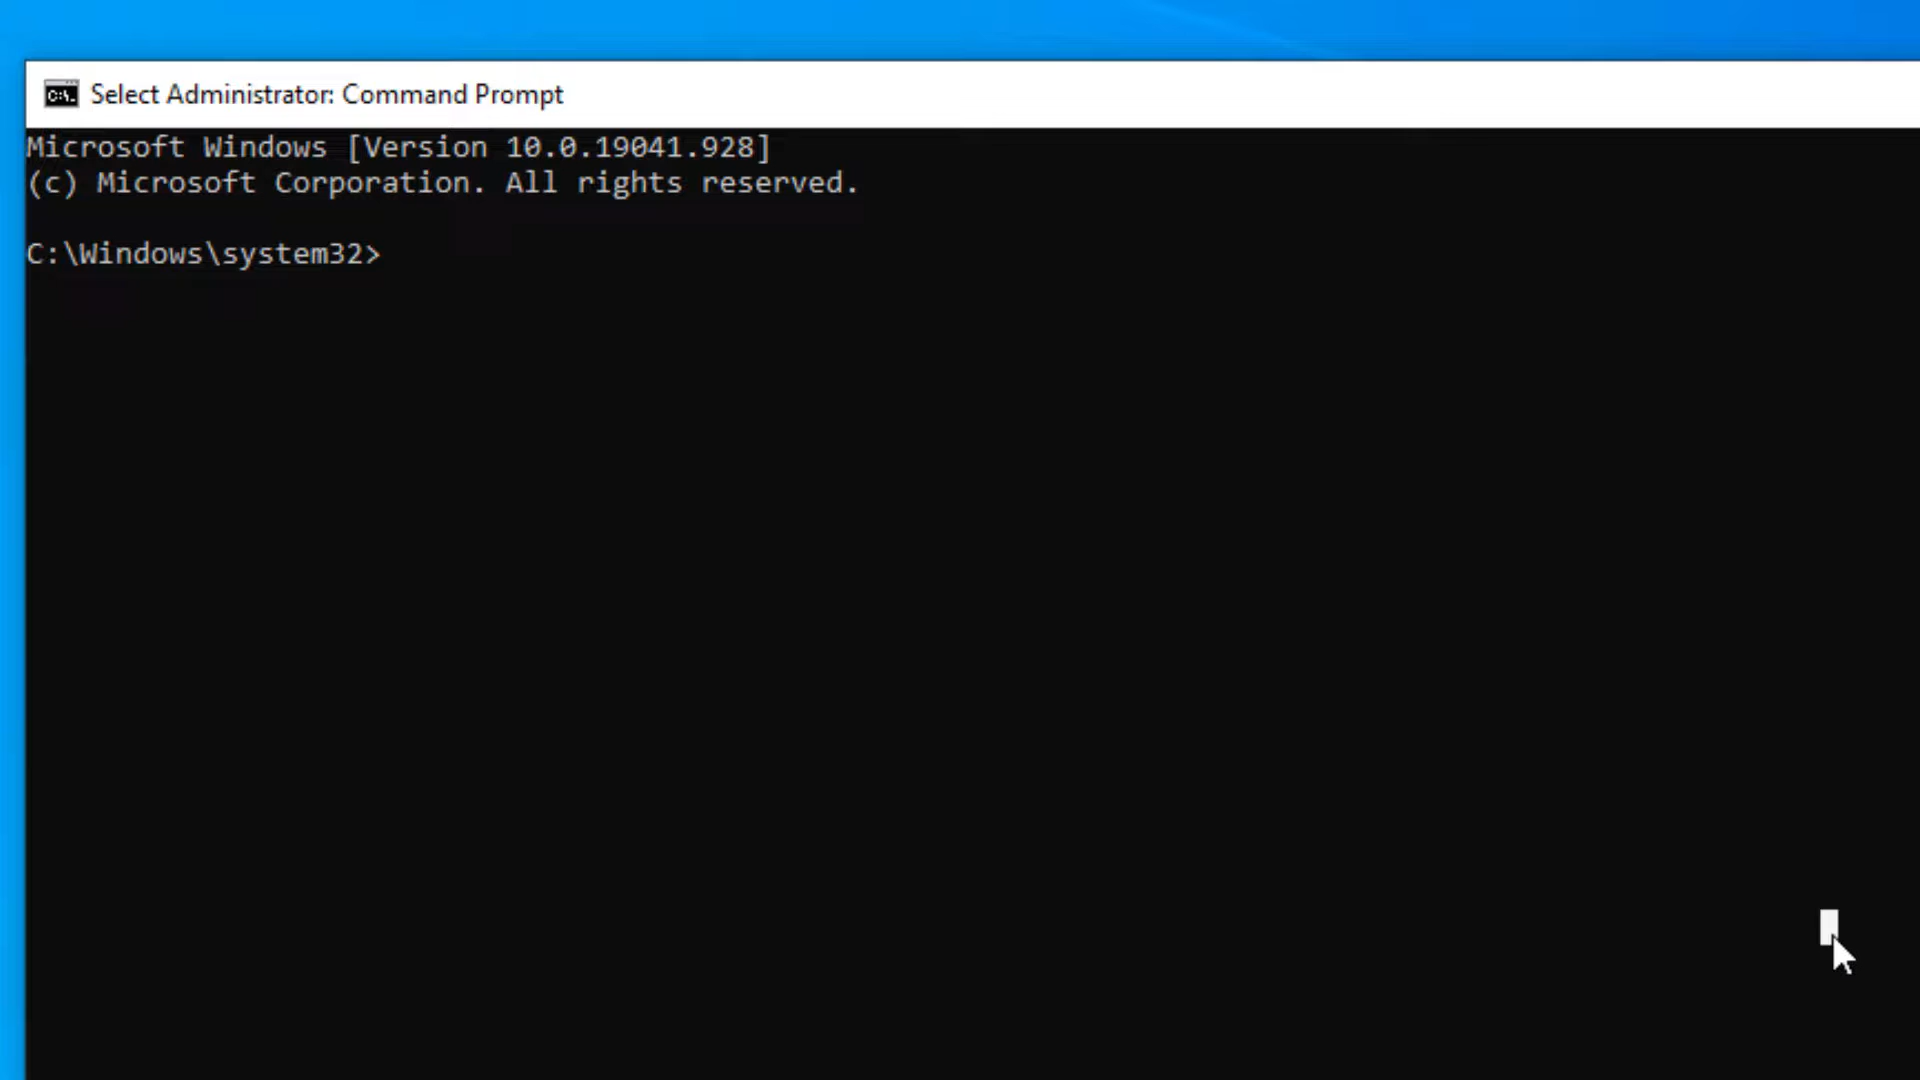 Select Administrator: Command Prompt
Microsoft Windows [Version 10.0.19041.928]
(c) Microsoft Corporation. All rights reserved.
C:\Windows\system32>